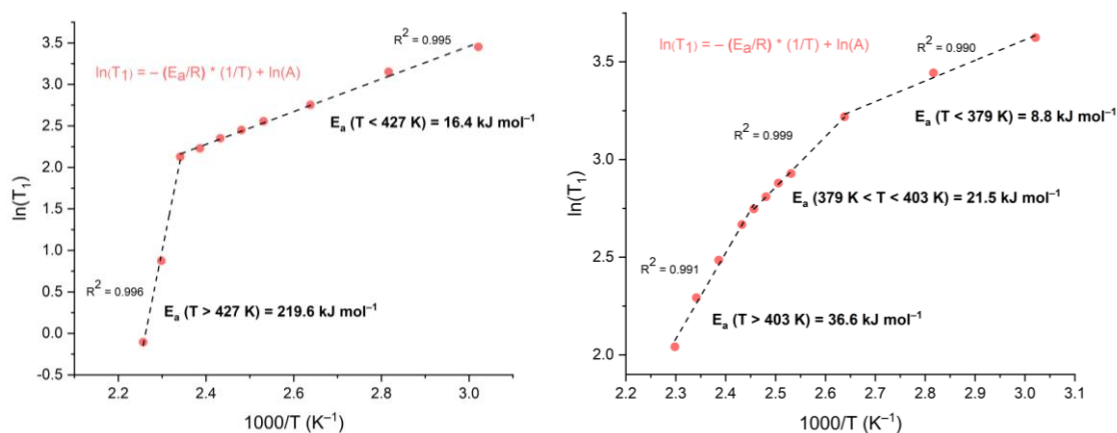 3.5
3.0
2.5
2.0
1.5
1.0
0.5
0.0
-0.5
ln(T₁)
R² = 0.995
ln(T₁) = – (Eₐ/R) * (1/T) + ln(A)
Eₐ (T < 427 K) = 16.4 kJ mol⁻¹
R² = 0.996
Eₐ (T > 427 K) = 219.6 kJ mol⁻¹
2.2 2.4 2.6 2.8 3.0
1000/T (K⁻¹)
3.5
3.0
2.5
2.0
ln(T₁)
ln(T₁) = – (Eₐ/R) * (1/T) + ln(A)
R² = 0.990
Eₐ (T < 379 K) = 8.8 kJ mol⁻¹
R² = 0.999
Eₐ (379 K < T < 403 K) = 21.5 kJ mol⁻¹
R² = 0.991
Eₐ (T > 403 K) = 36.6 kJ mol⁻¹
2.2 2.3 2.4 2.5 2.6 2.7 2.8 2.9 3.0 3.1
1000/T (K⁻¹)